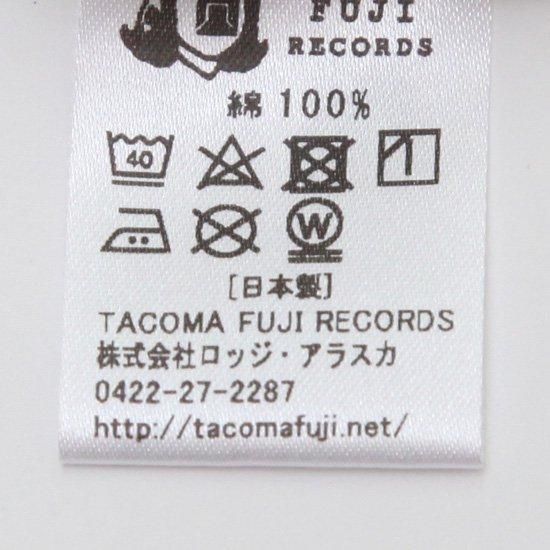 FUJI
RECORDS
綿 100%
40
W
[日本製]
TACOMA FUJI RECORDS
株式会社ロッジ・アラスカ
0422-27-2287
http://tacomafuji.net/